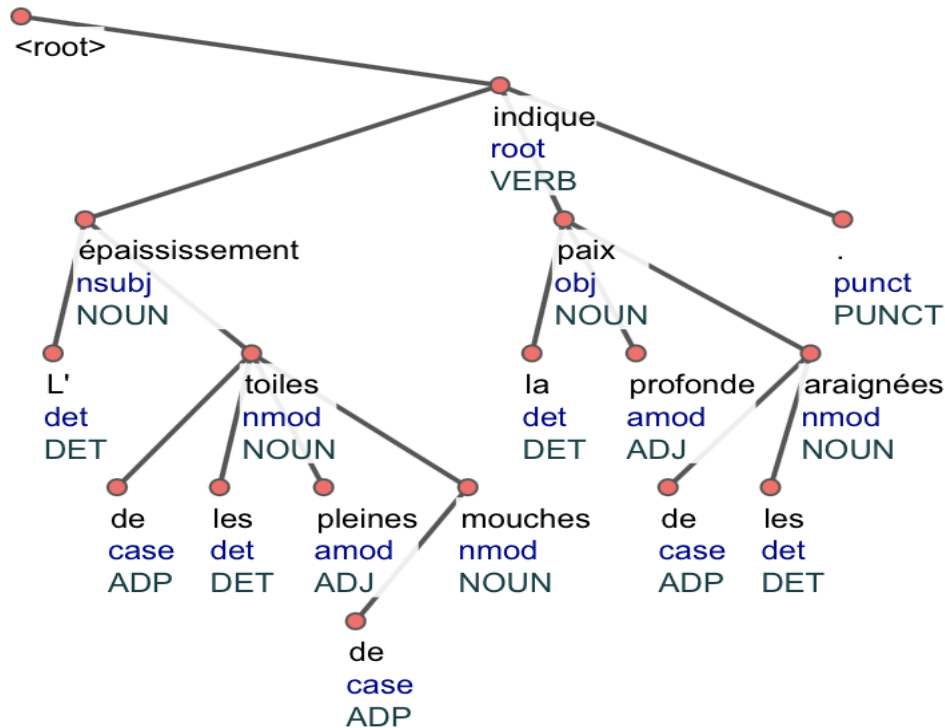 <root>
indique
root
VERB
épaississement paix .
nsubj obj punct
NOUN NOUN PUNCT
L' toiles la profonde araignées
det nmod det amod nmod
DET NOUN DET ADJ NOUN
de les pleines mouches de les
case det amod nmod case det
ADP DET ADJ NOUN ADP DET
de
case
ADP